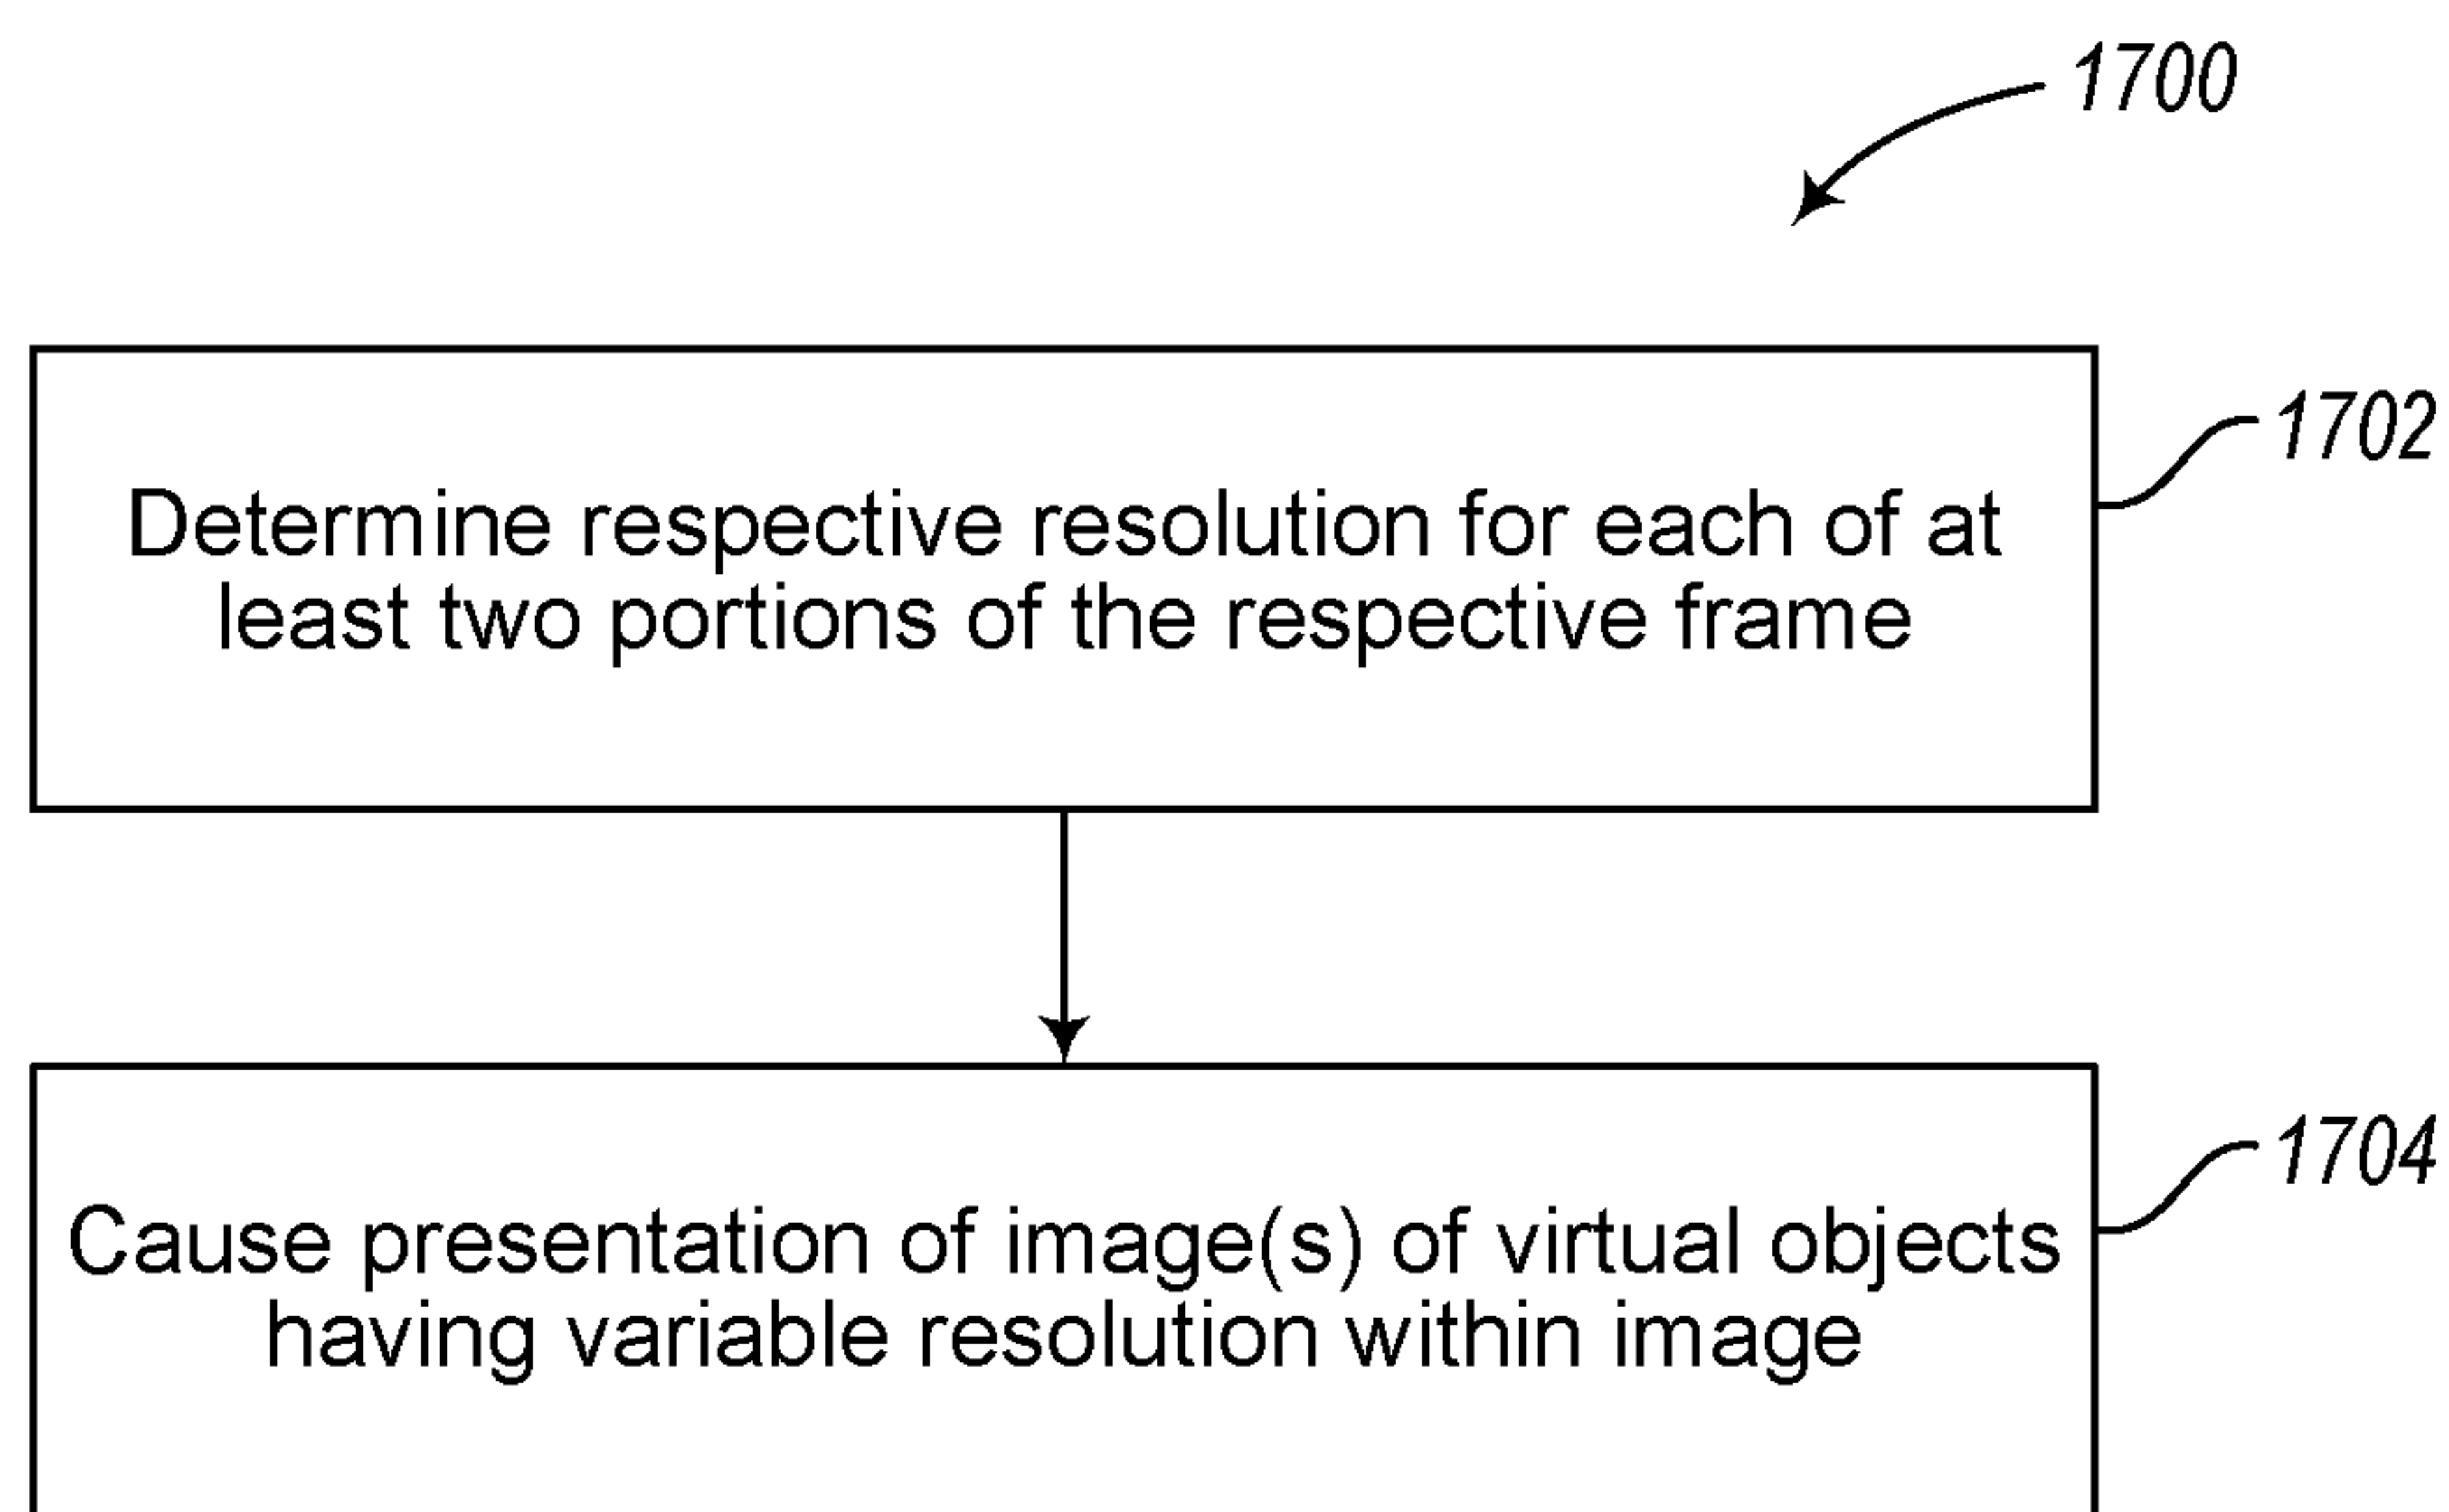 1700
1702
Determine respective resolution for each of at
least two portions of the respective frame
1704
Cause presentation of image(s) of virtual objects
having variable resolution within image